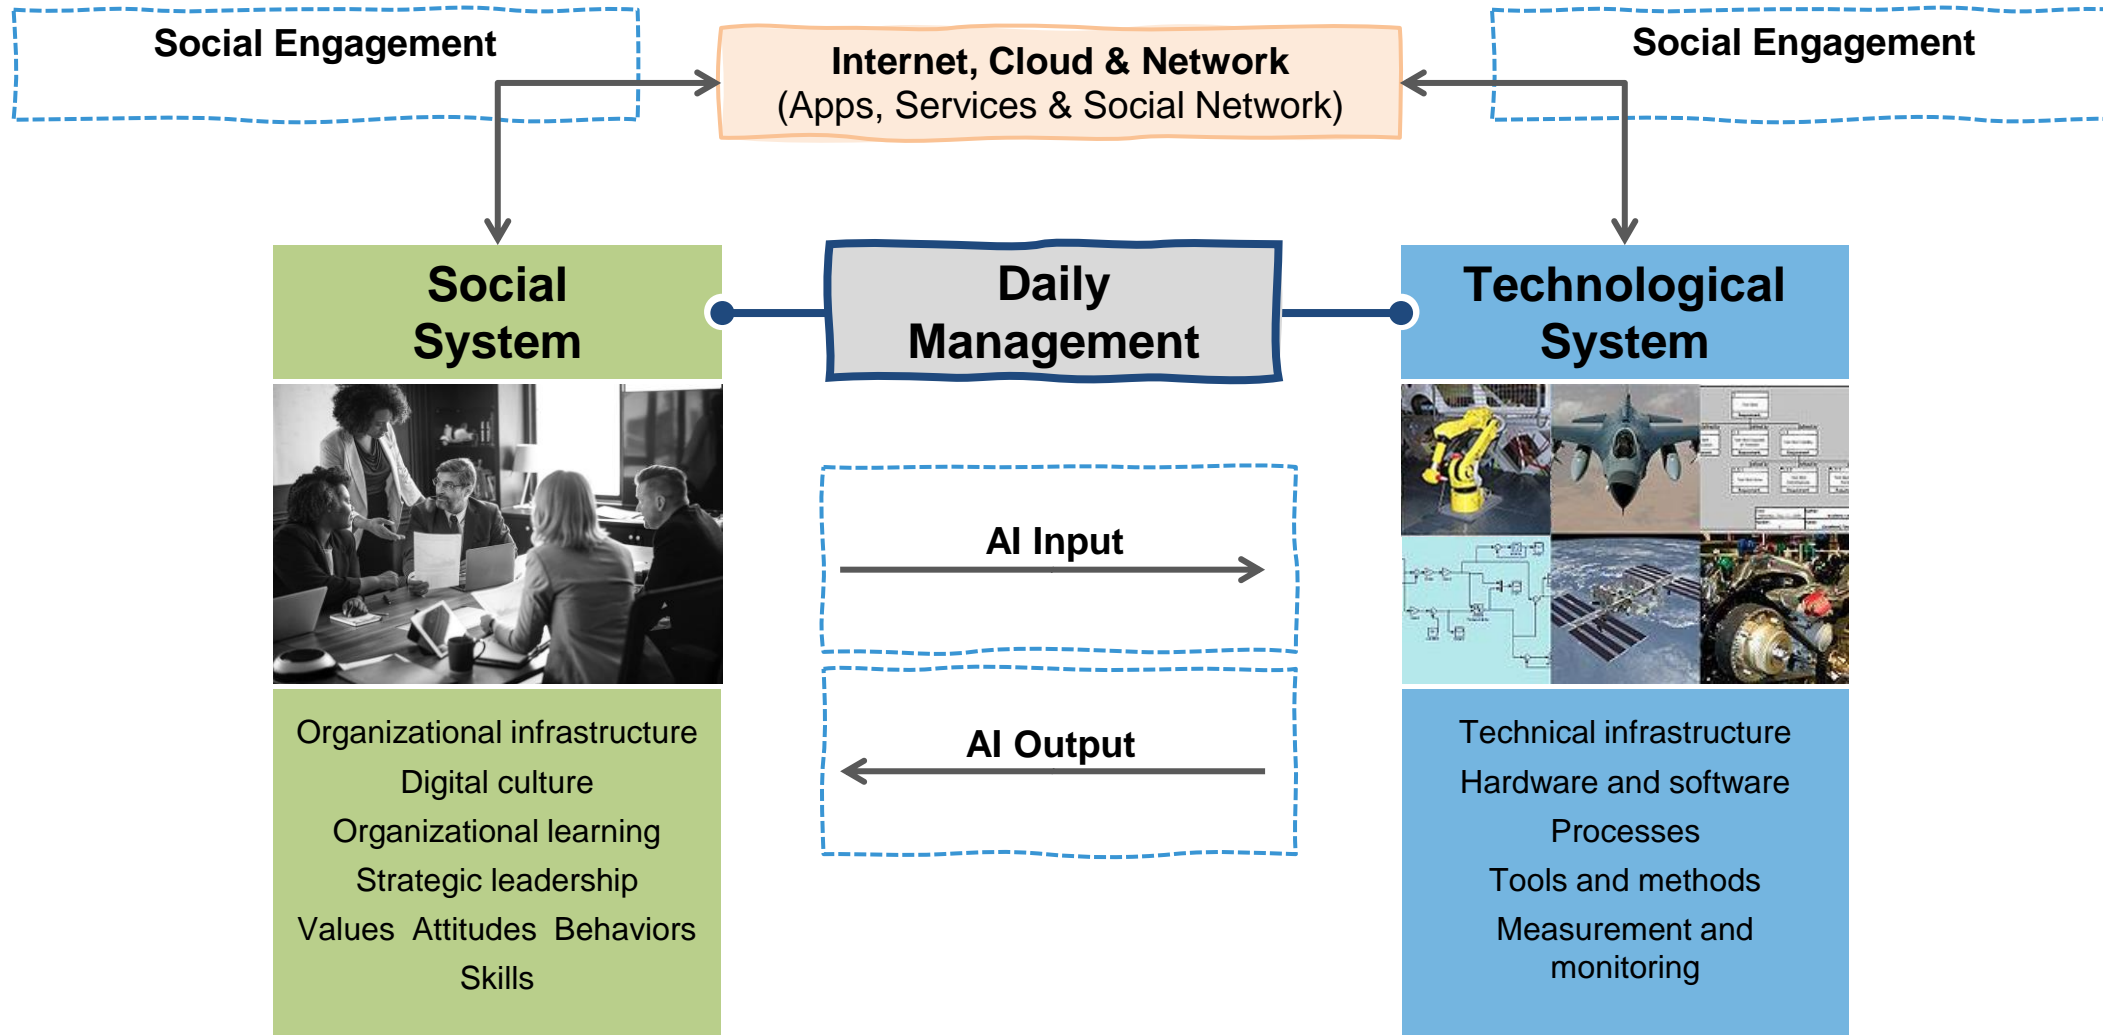 Social Engagement
Internet, Cloud & Network
(Apps, Services & Social Network)
Social Engagement
Social
System
Daily
Management
Technological
System
AI Input
AI Output
Organizational infrastructure
Digital culture
Organizational learning
Strategic leadership
Values  Attitudes  Behaviors
Skills
Technical infrastructure
Hardware and software
Processes
Tools and methods
Measurement and
monitoring